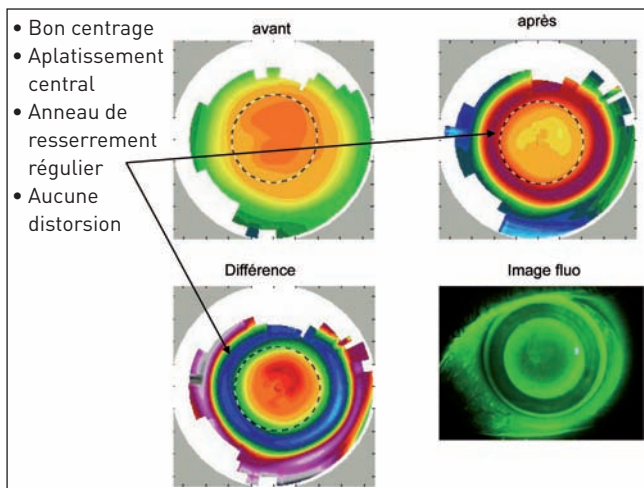 • Bon centrage
• Aplatissement
central
• Anneau de
resserrement
régulier
• Aucune
distorsion
avant
après
Différence
Image fluo